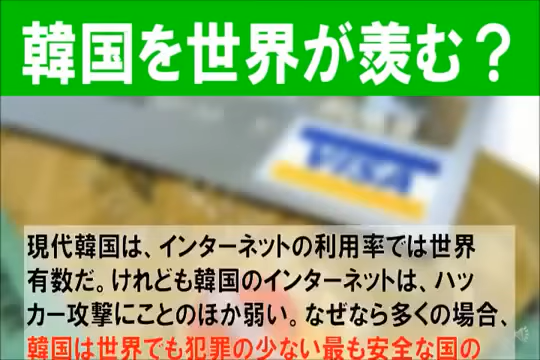 韓国を世界が羨む？
VISA
現代韓国は、インターネットの利用率では世界
有数だ。けれども韓国のインターネットは、ハッ
カー攻撃にことのほか弱い。なぜなら多くの場合、
韓国は世界でも犯罪の少ない最も安全な国の